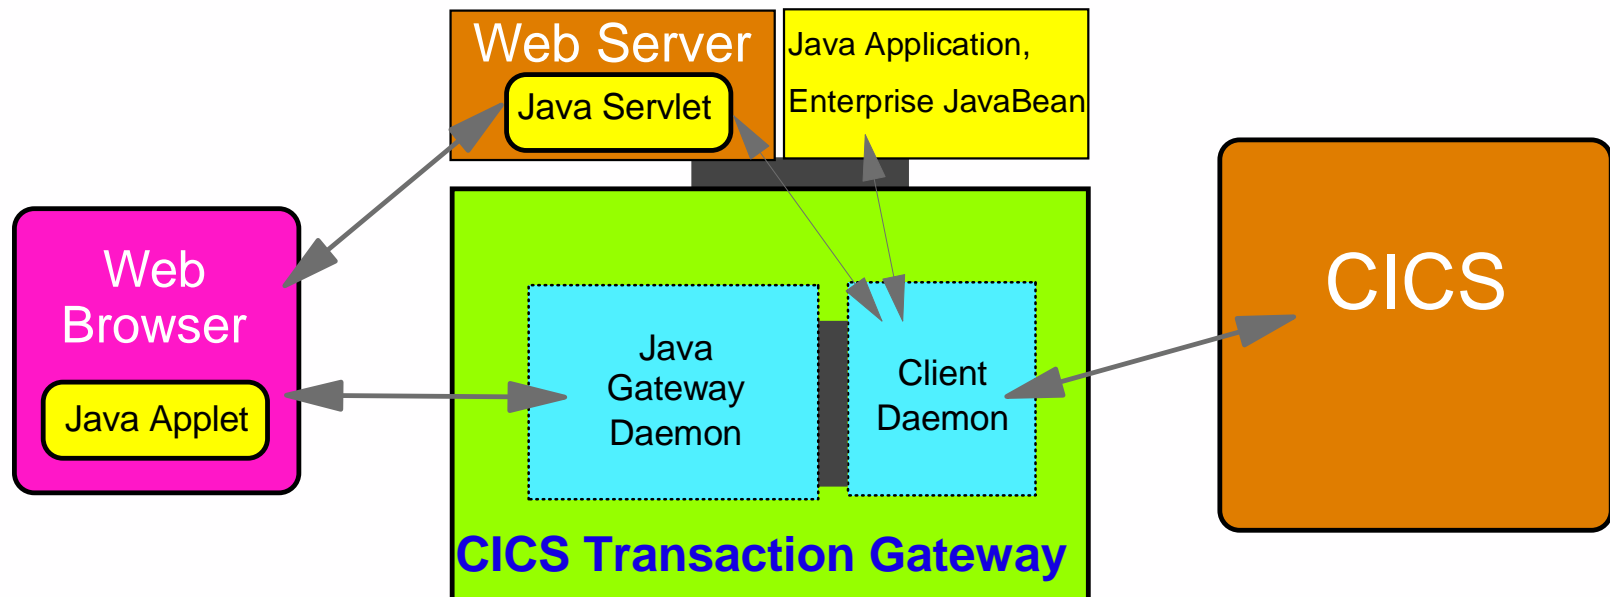 Web Server
Java Servlet
Java Application,
Enterprise JavaBean
Web
Browser
Java Applet
Java
Gateway
Daemon
Client
Daemon
CICS Transaction Gateway
CICS